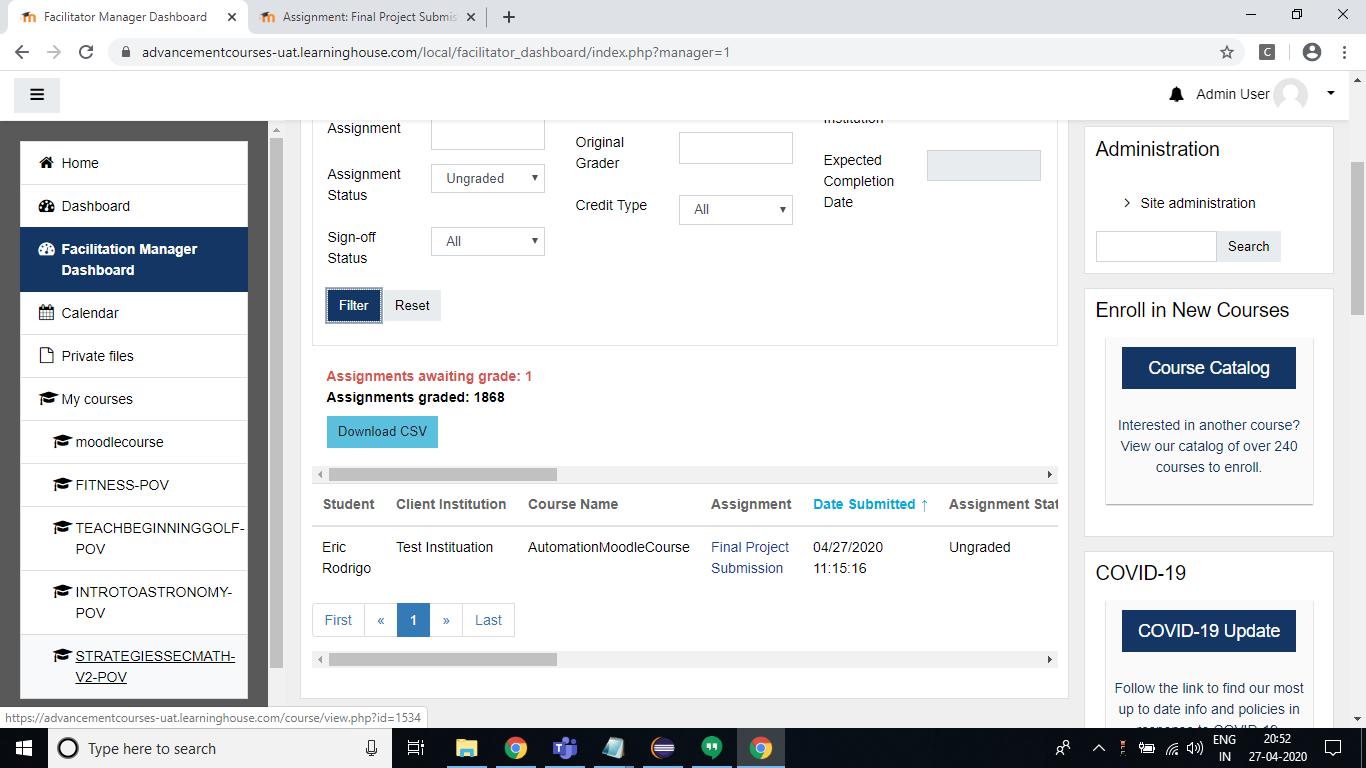 Facilitator Manager Dashboard
Assignment: Final Project Submis
advancementcourses-uat.learninghouse.com/local/facilitator_dashboard/index.php?manager=1
C
Admin User
Home
Dashboard
Facilitation Manager
Dashboard
Calendar
Private files
My courses
moodlecourse
FITNESS-POV
TEACHBEGINNINGGOLF-
POV
INTROTOASTRONOMY-
POV
STRATEGIESSECMATH-
V2-POV
Assignment
Assignment
Status
Ungraded
Sign-off
Status
All
Original
Grader
Credit Type
All
Institution
Expected
Completion
Date
Filter
Reset
Assignments awaiting grade: 1
Assignments graded: 1868
Download CSV
Student Client Institution Course Name Assignment Date Submitted ↑ Assignment Stat
Eric Test Instituation AutomationMoodleCourse Final Project 04/27/2020 Ungraded
Rodrigo Submission 11:15:16
First « 1 » Last
Administration
Site administration
Search
Enroll in New Courses
Course Catalog
Interested in another course?
View our catalog of over 240
courses to enroll.
COVID-19
COVID-19 Update
Follow the link to find our most
up to date info and policies in
response to COVID-19
https://advancementcourses-uat.learninghouse.com/course/view.php?id=1534
Type here to search
ENG
IN
20:52
27-04-2020